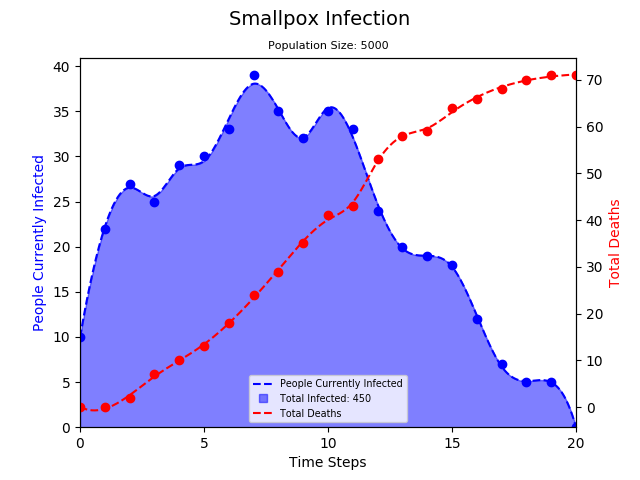 Smallpox Infection
Population Size: 5000
40
35
30
25
20
15
10
5
0
People Currently Infected
70
60
50
40
30
20
10
0
Total Deaths
People Currently Infected
Total Infected: 450
Total Deaths
0 5 10 15 20
Time Steps